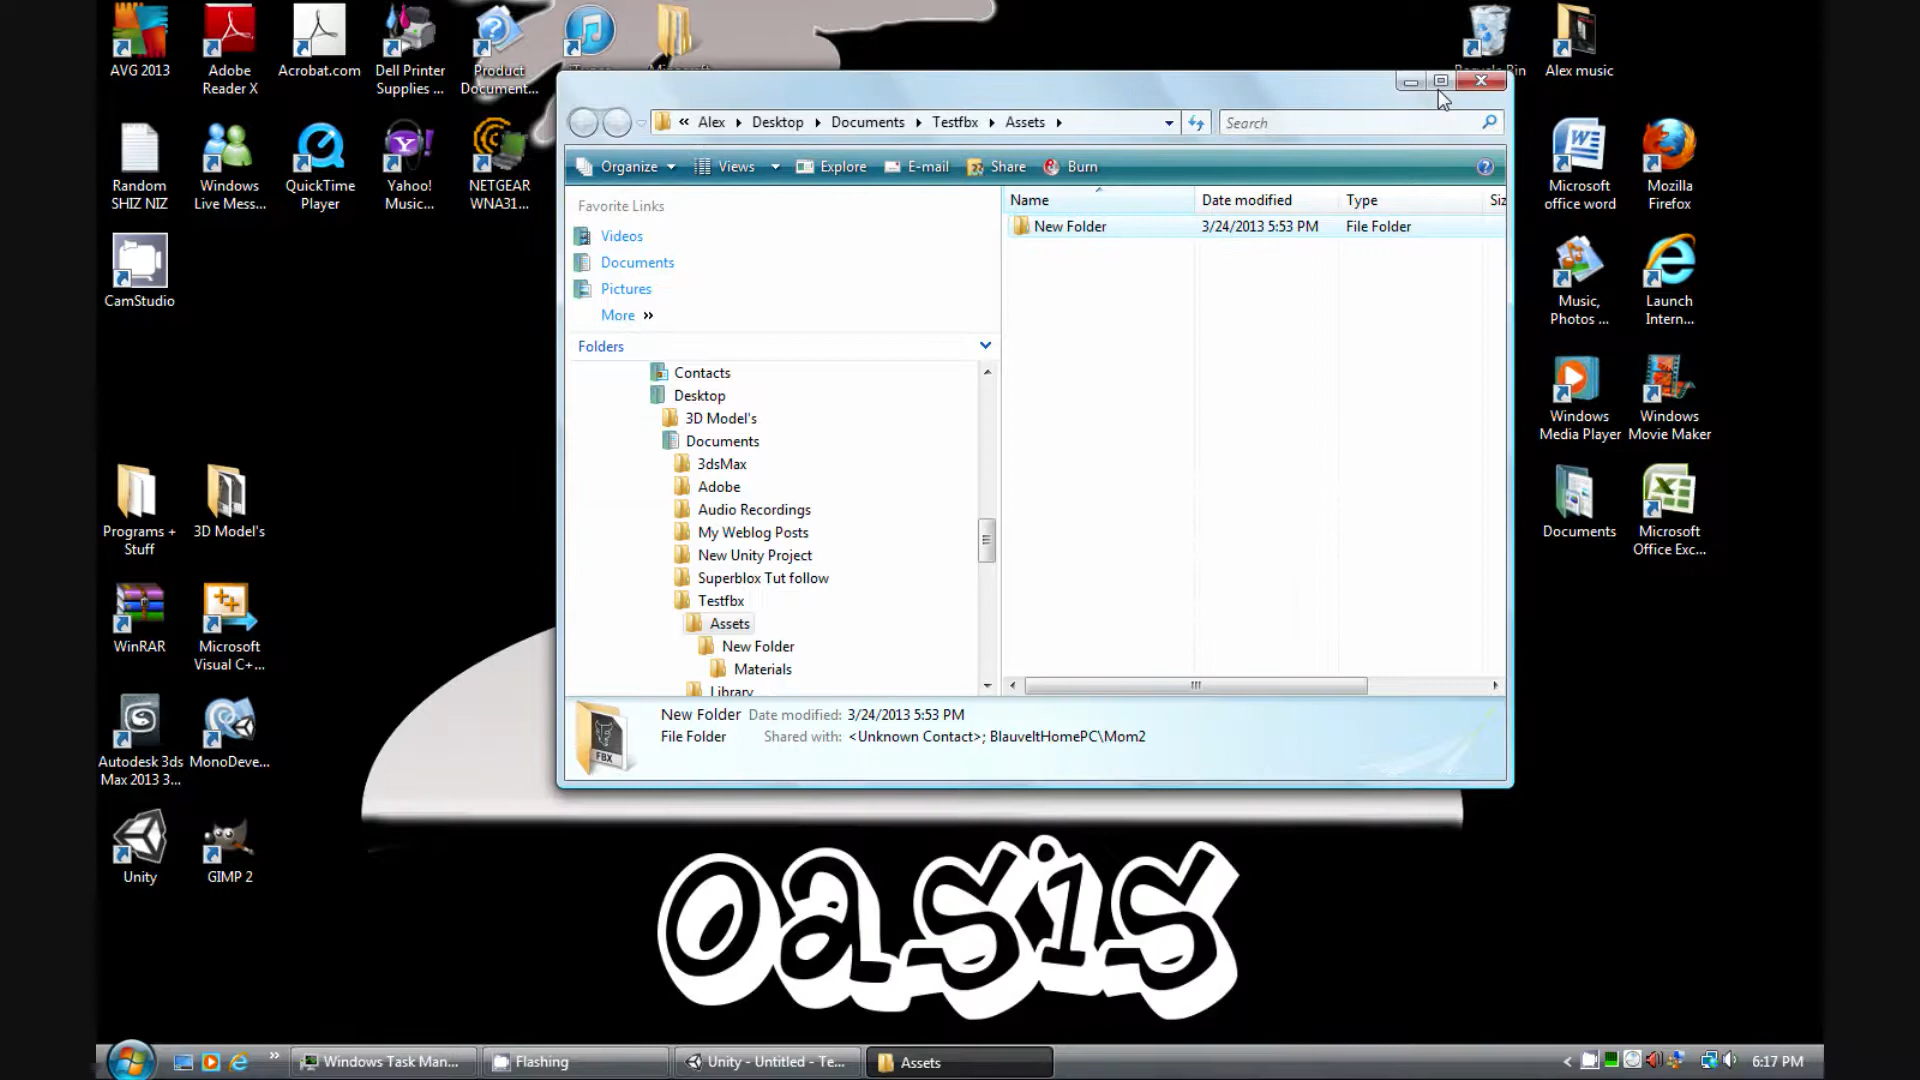 AVG 2013
Adobe
Reader X
Acrobat.com
Dell Printer
Supplies ...
Product
Document...
Alex music
Random
SHIZ NIZ
Windows
Live Mess...
QuickTime
Player
Yahoo!
Music...
NETGEAR
WNA31...
CamStudio
Programs +
Stuff
3D Model's
WinRAR
Microsoft
Visual C+...
Autodesk 3ds
Max 2013 3...
MonoDeve...
Unity
GIMP 2
« Alex Desktop Documents Testfbx Assets
Search
Organize Views Explore E-mail Share Burn
Favorite Links
Videos
Documents
Pictures
More »
Folders
Contacts
Desktop
3D Model's
Documents
3dsMax
Adobe
Audio Recordings
My Weblog Posts
New Unity Project
Superblox Tut follow
Testfbx
Assets
New Folder
Materials
Library
Name Date modified Type Siz
New Folder 3/24/2013 5:53 PM File Folder
New Folder Date modified: 3/24/2013 5:53 PM
File Folder Shared with: <Unknown Contact>; BlauveltHomePC\Mom2
FBX
Microsoft
office word
Mozilla
Firefox
Music,
Photos ...
Launch
Intern...
Windows
Media Player
Windows
Movie Maker
Documents
Microsoft
Office Exc...
oasis
Windows Task Man...
Flashing
Unity - Untitled - Te...
Assets
6:17 PM